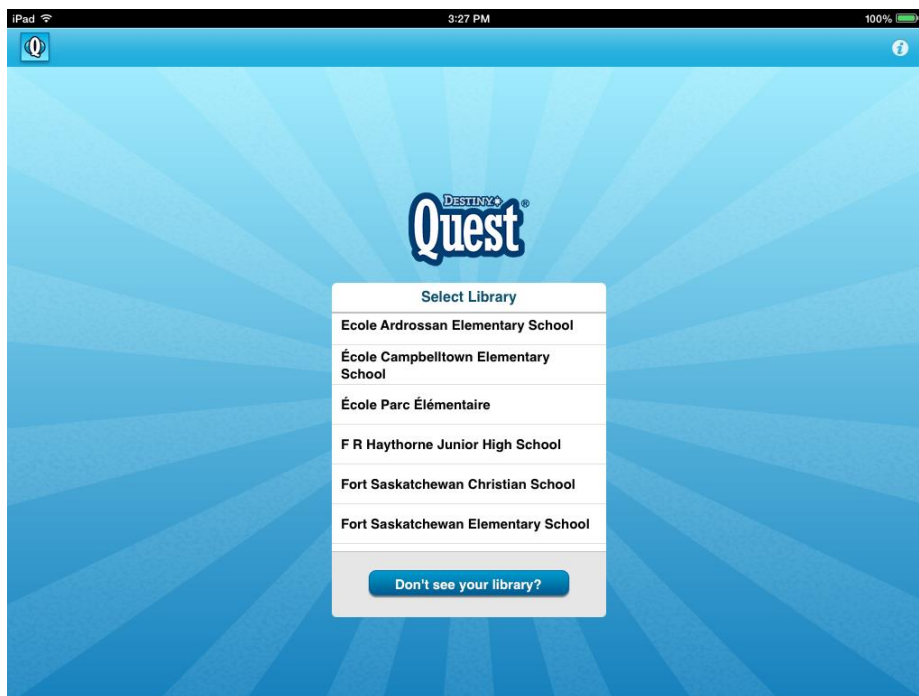 iPad 3:27 PM 100%
Q i
DESTINY
Quest®
Select Library
Ecole Ardrossan Elementary School
École Campbelltown Elementary
School
École Parc Élémentaire
F R Haythorne Junior High School
Fort Saskatchewan Christian School
Fort Saskatchewan Elementary School
Don't see your library?